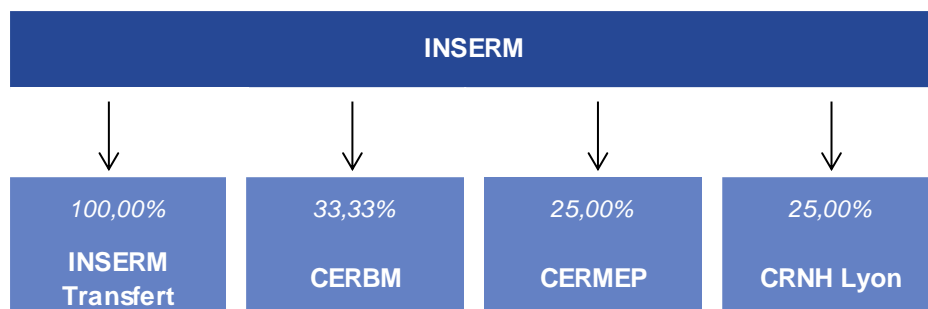 INSERM
100,00%
33,33%
25,00%
25,00%
INSERM
Transfert
CERBM
CERMEP
CRNH Lyon